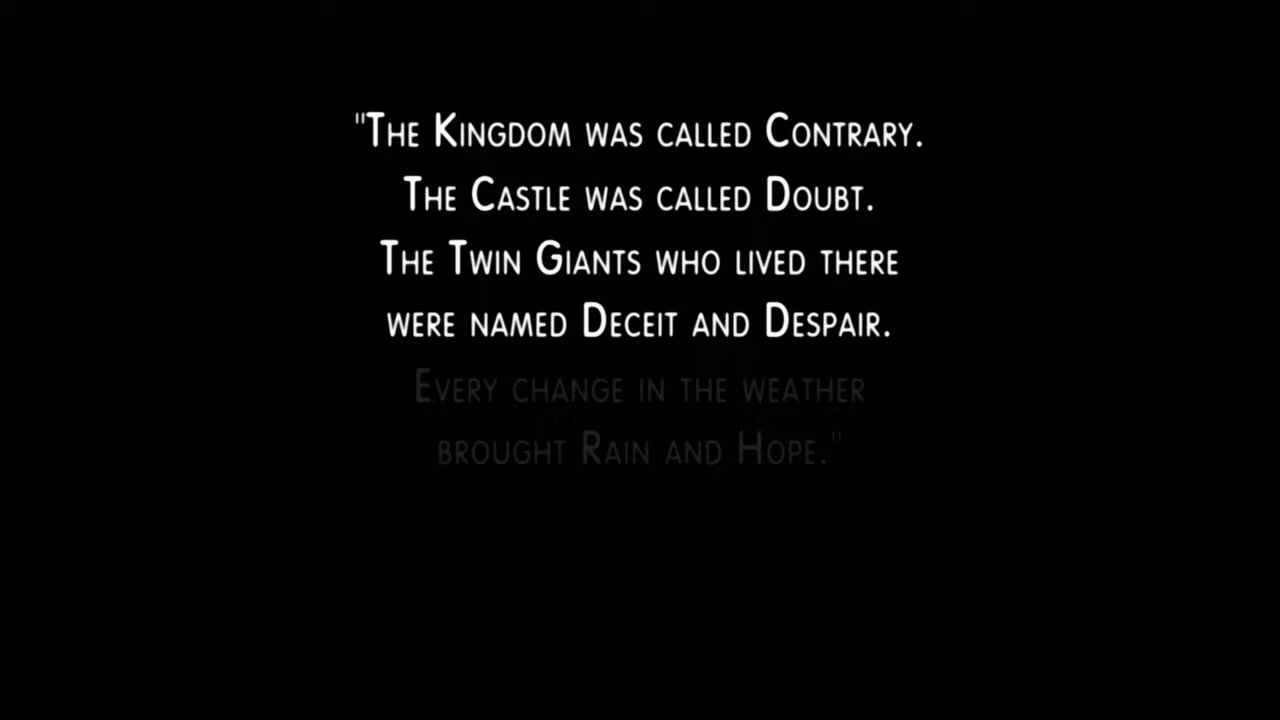 "The Kingdom was called Contrary.
The Castle was called Doubt.
The Twin Giants who lived there
were named Deceit and Despair.
Every change in the weather
brought Rain and Hope."